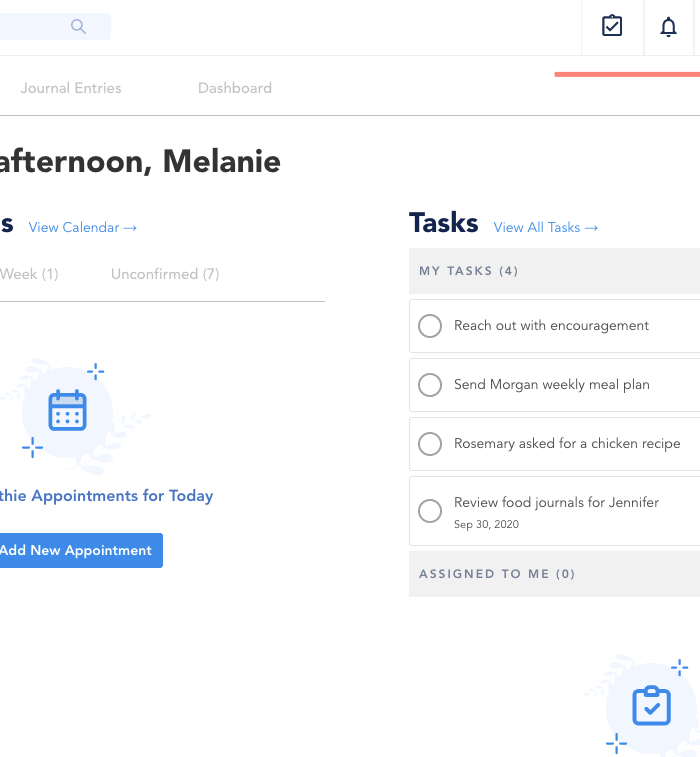 Journal Entries Dashboard
afternoon, Melanie
s View Calendar →
Week (1) Unconfirmed (7)
thie Appointments for Today
Add New Appointment
Tasks View All Tasks →
MY TASKS (4)
Reach out with encouragement
Send Morgan weekly meal plan
Rosemary asked for a chicken recipe
Review food journals for Jennifer
Sep 30, 2020
ASSIGNED TO ME (0)